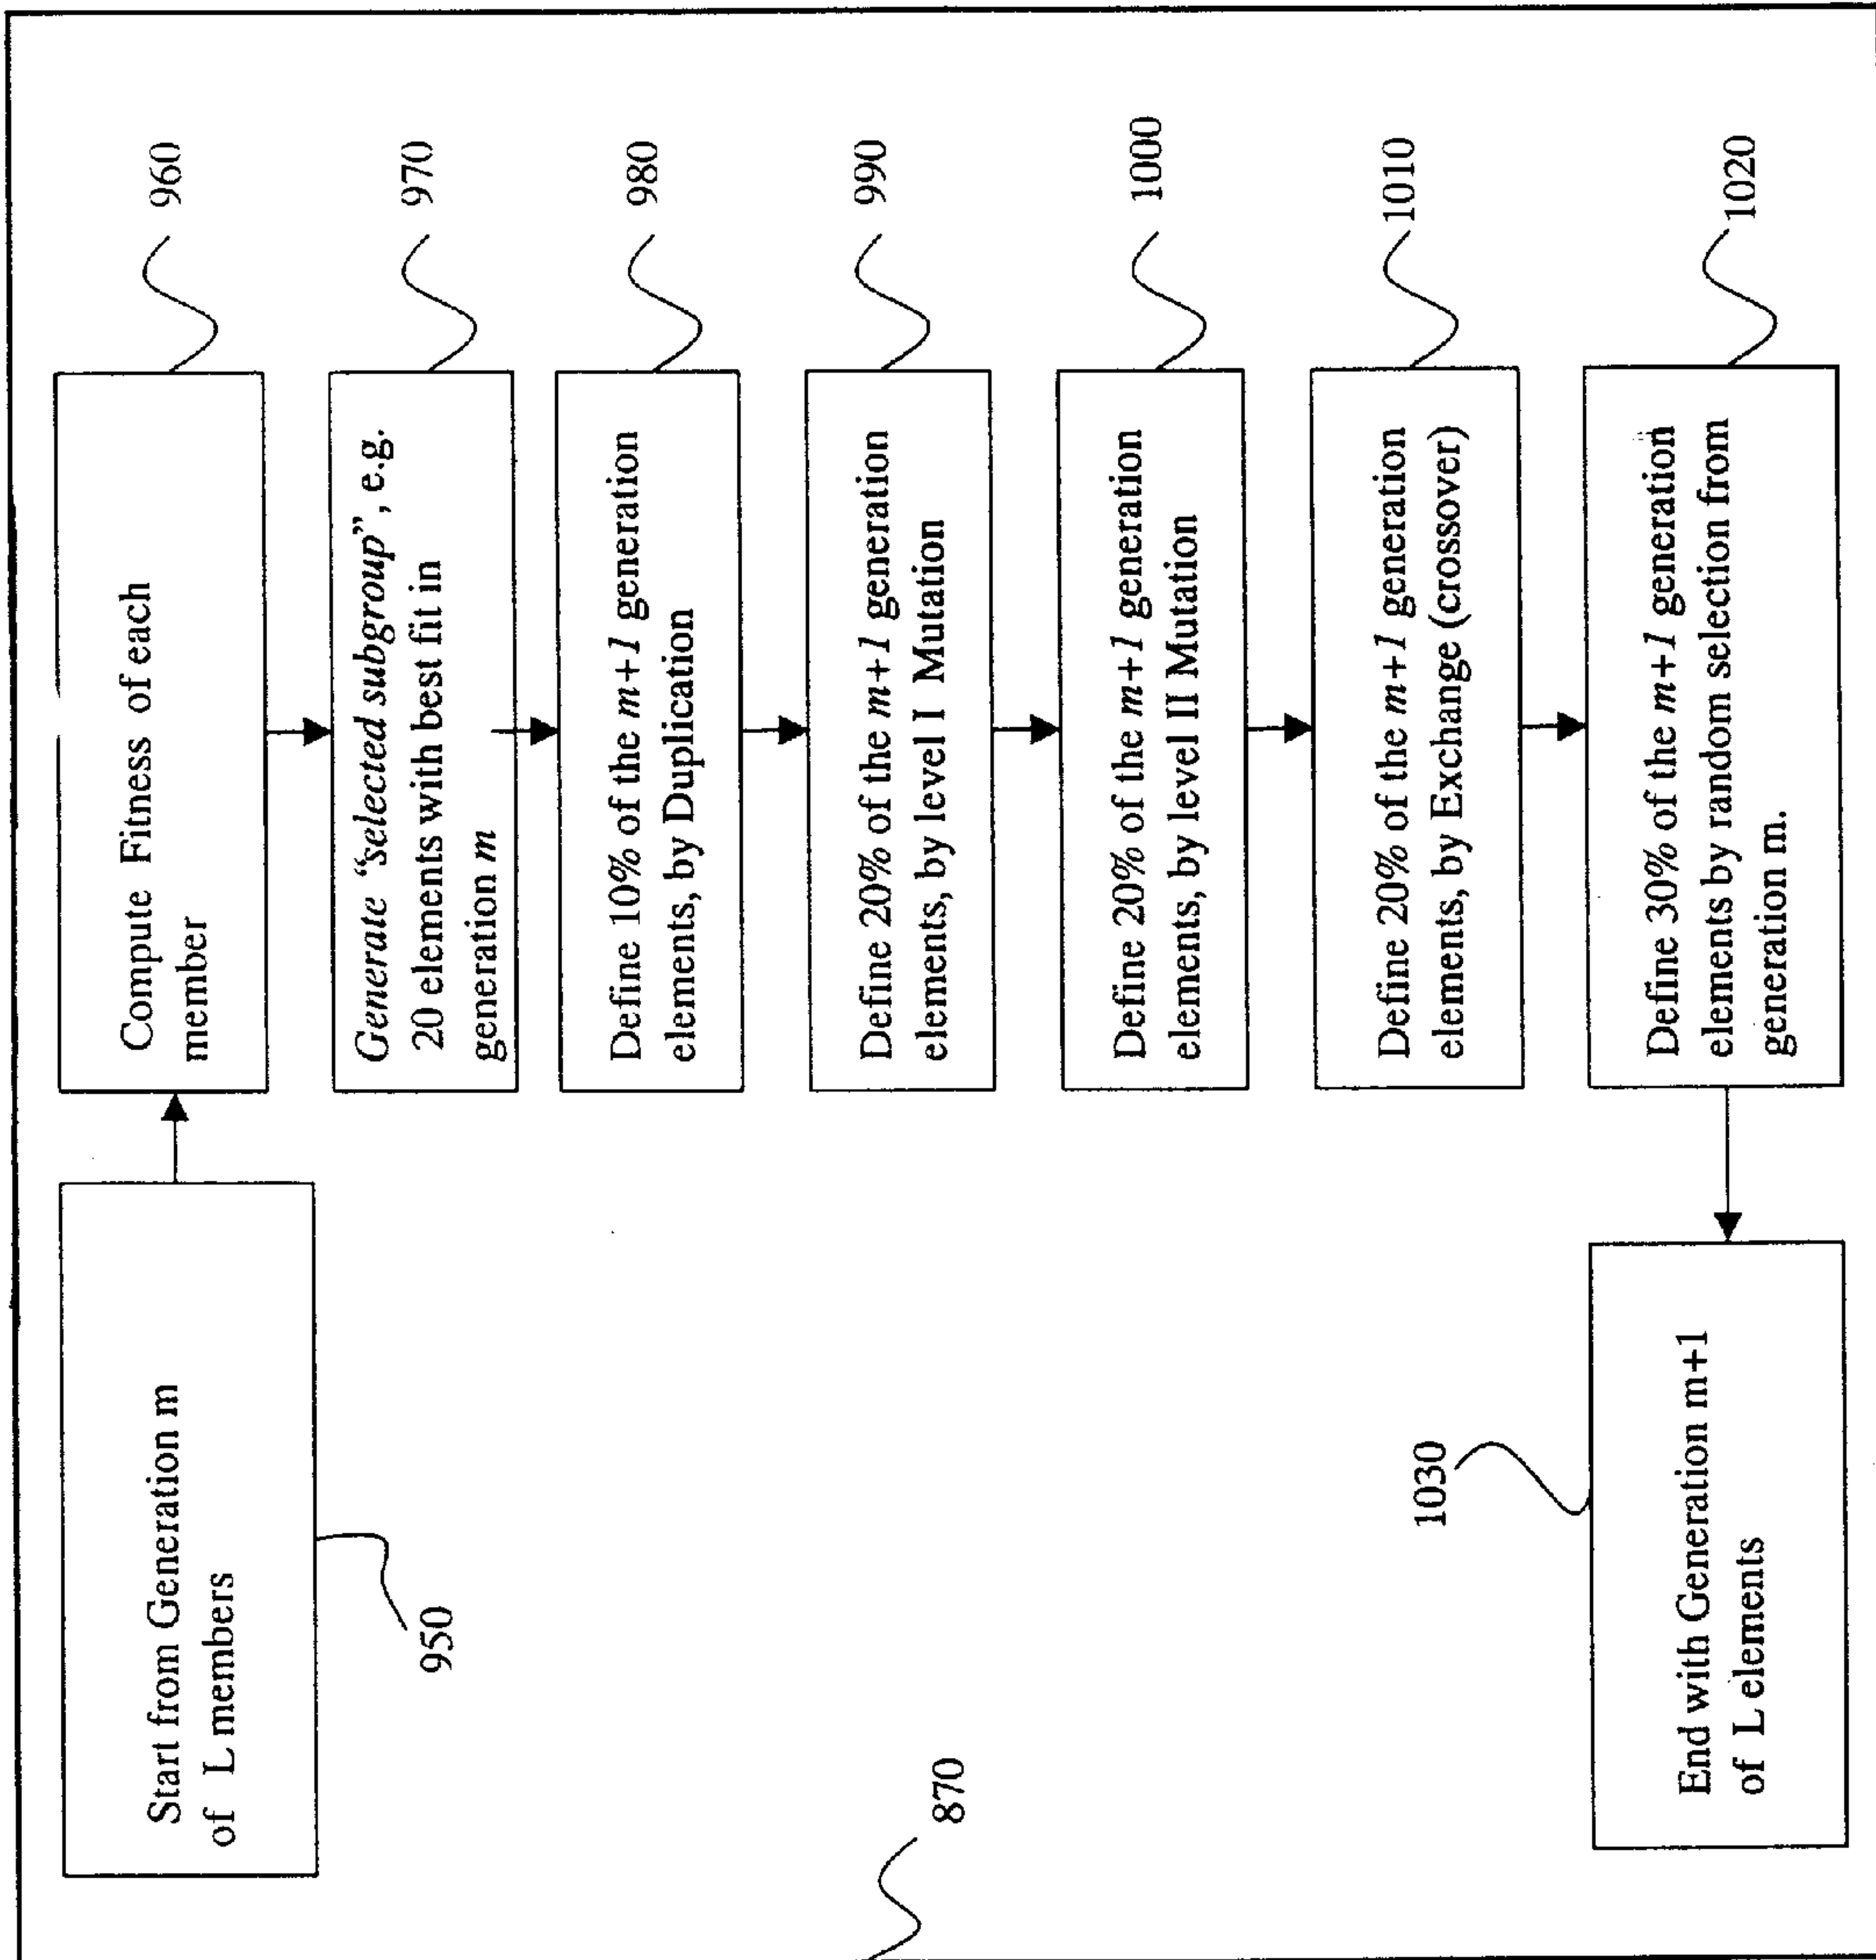 Start from Generation m
of L members
950
Compute Fitness of each
member
960
Generate “selected subgroup”, e.g.
20 elements with best fit in
generation m
970
Define 10% of the m+1 generation
elements, by Duplication
980
Define 20% of the m+1 generation
elements, by level I Mutation
990
Define 20% of the m+1 generation
elements, by level II Mutation
1000
Define 20% of the m+1 generation
elements, by Exchange (crossover)
1010
Define 30% of the m+1 generation
elements by random selection from
generation m.
1020
End with Generation m+1
of L elements
1030
870